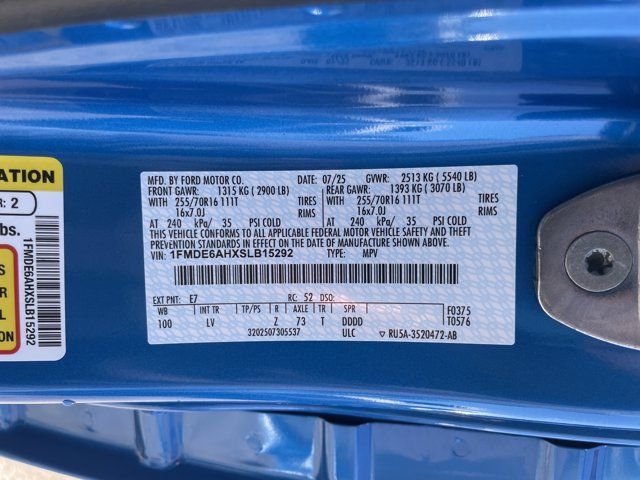 ATION
R: 2
bs.
1FMDE6AHXSLB15292
L
N
MFD. BY FORD MOTOR CO. 07/25 GVWR: 2513 KG ( 5540 LB)
FRONT GAWR: 1315 KG ( 2900 LB) REAR GAWR: 1393 KG ( 3070 LB)
WITH 255/70R16 111T TIRES WITH 255/70R16 111T TIRES
16x7.0J RIMS 16x7.0J RIMS
AT 240 kPa/ 35 PSI COLD AT 240 kPa/ 35 PSI COLD
THIS VEHICLE CONFORMS TO ALL APPLICABLE FEDERAL MOTOR VEHICLE SAFETY AND THEFT
PREVENTION STANDARDS IN EFFECT ON THE DATE OF MANUFACTURE SHOWN ABOVE.
VIN: 1FMDE6AHXSLB15292 TYPE: MPV
EXT PNT: E7 RC: 52 DSO:
WB INT TR TP/PS R AXLE TR SPR F0375
100 LV Z 73 T DDDD T0576
3202507305537 ULC RU5A-3520472-AB